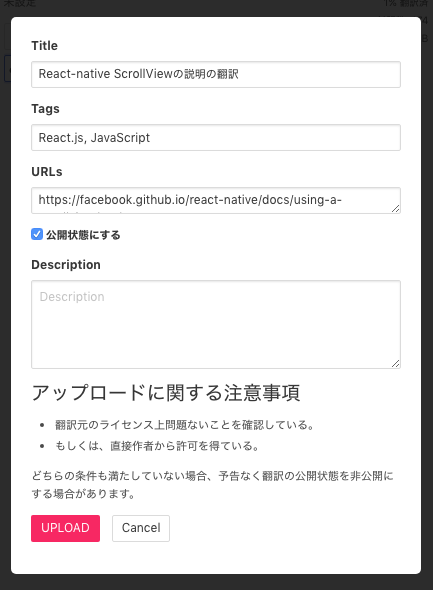 未設定
1% 翻訳済
Title
React-native ScrollViewの説明の翻訳
Tags
React.js, JavaScript
URLs
https://facebook.github.io/react-native/docs/using-a-
公開状態にする
Description
Description
アップロードに関する注意事項
• 翻訳元のライセンス上問題ないことを確認している。
• もしくは、直接作者から許可を得ている。
どちらの条件も満たしていない場合、予告なく翻訳の公開状態を非公開に
する場合があります。
UPLOAD
Cancel